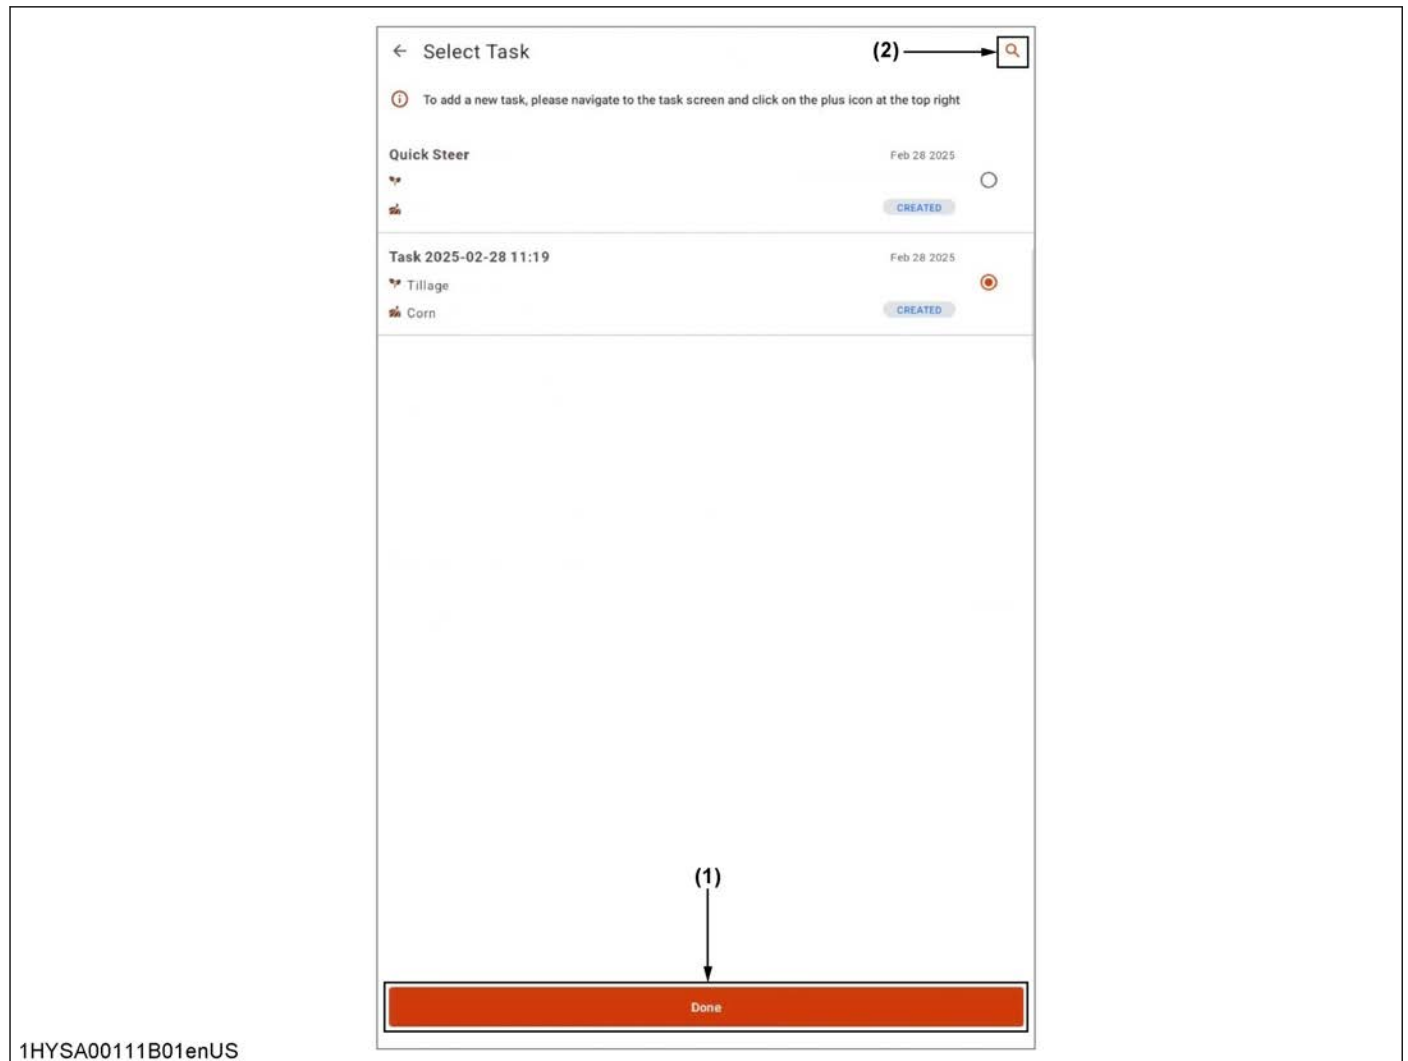 Select Task
(2)
To add a new task, please navigate to the task screen and click on the plus icon at the top right
Quick Steer
Feb 28 2025
CREATED
Task 2025-02-28 11:19
Feb 28 2025
Tillage
Corn
CREATED
(1)
Done
1HYSA00111B01enUS